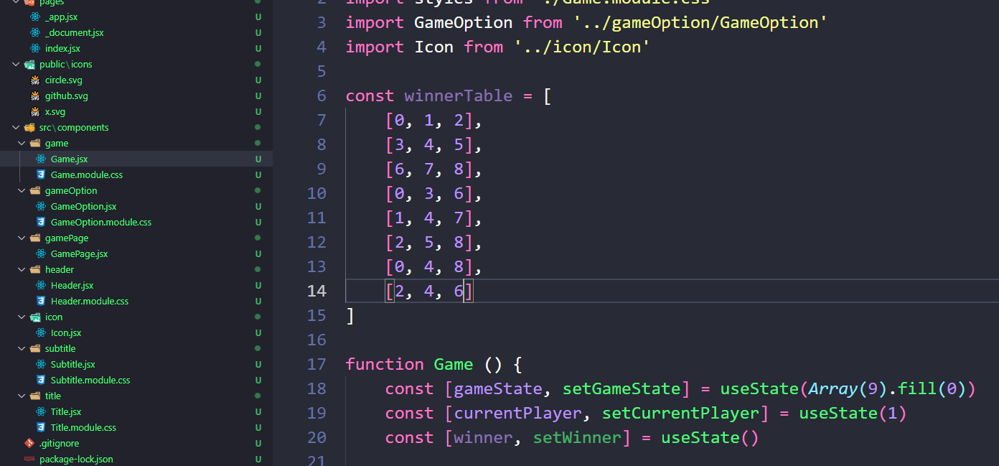 pages
_app.jsx U
_document.jsx U
index.jsx U
public\icons
circle.svg U
github.svg U
x.svg U
src\components
game
Game.jsx U
Game.module.css U
gameOption
GameOption.jsx U
GameOption.module.css U
gamePage
GamePage.jsx U
header
Header.jsx U
Header.module.css U
icon
Icon.jsx U
subtitle
Subtitle.jsx U
Subtitle.module.css U
title
Title.jsx U
Title.module.css U
.gitignore U
package-lock.json U
2 import styles from './Game.module.css'
3 import GameOption from '../gameOption/GameOption'
4 import Icon from '../icon/Icon'
5
6 const winnerTable = [
7 [0, 1, 2],
8 [3, 4, 5],
9 [6, 7, 8],
10 [0, 3, 6],
11 [1, 4, 7],
12 [2, 5, 8],
13 [0, 4, 8],
14 [2, 4, 6]
15 ]
16
17 function Game () {
18 const [gameState, setGameState] = useState(Array(9).fill(0))
19 const [currentPlayer, setCurrentPlayer] = useState(1)
20 const [winner, setWinner] = useState()
21